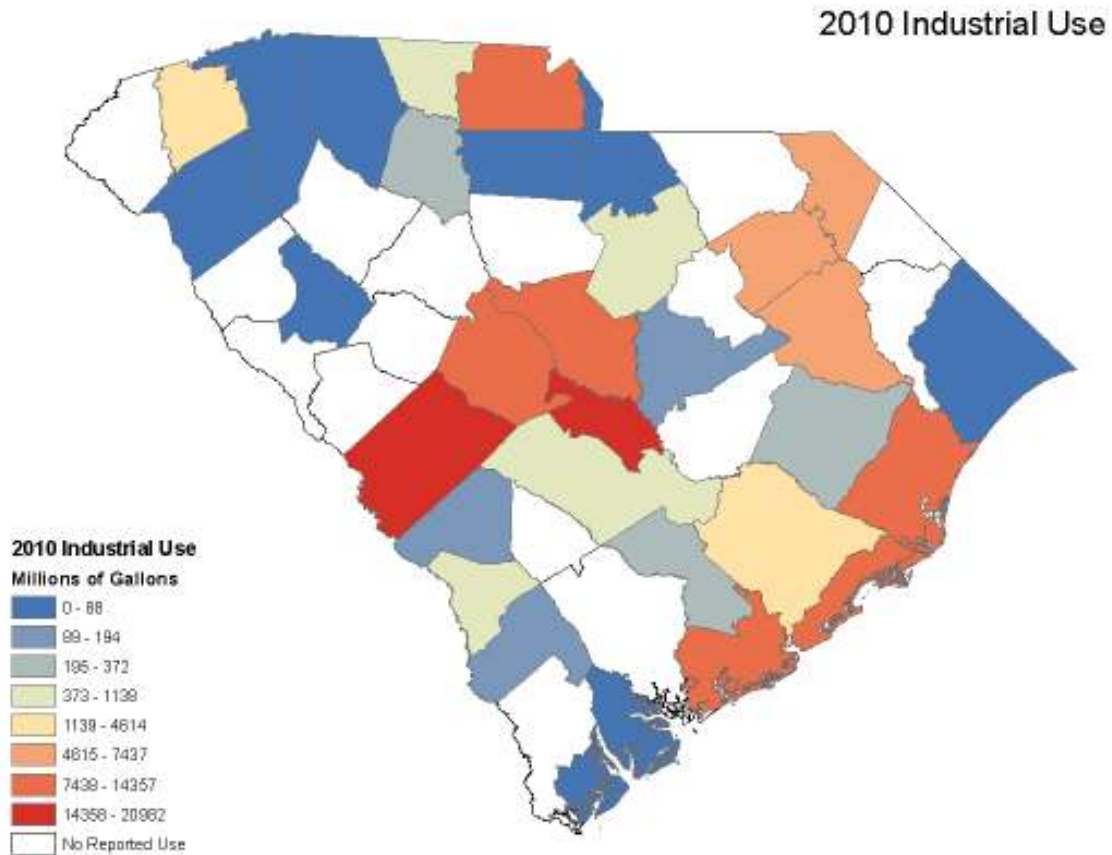 2010 Industrial Use
2010 Industrial Use
Millions of Gallons
0 - 88
89 - 194
195 - 372
373 - 1138
1139 - 4614
4615 - 7437
7438 - 14357
14358 - 20982
No Reported Use